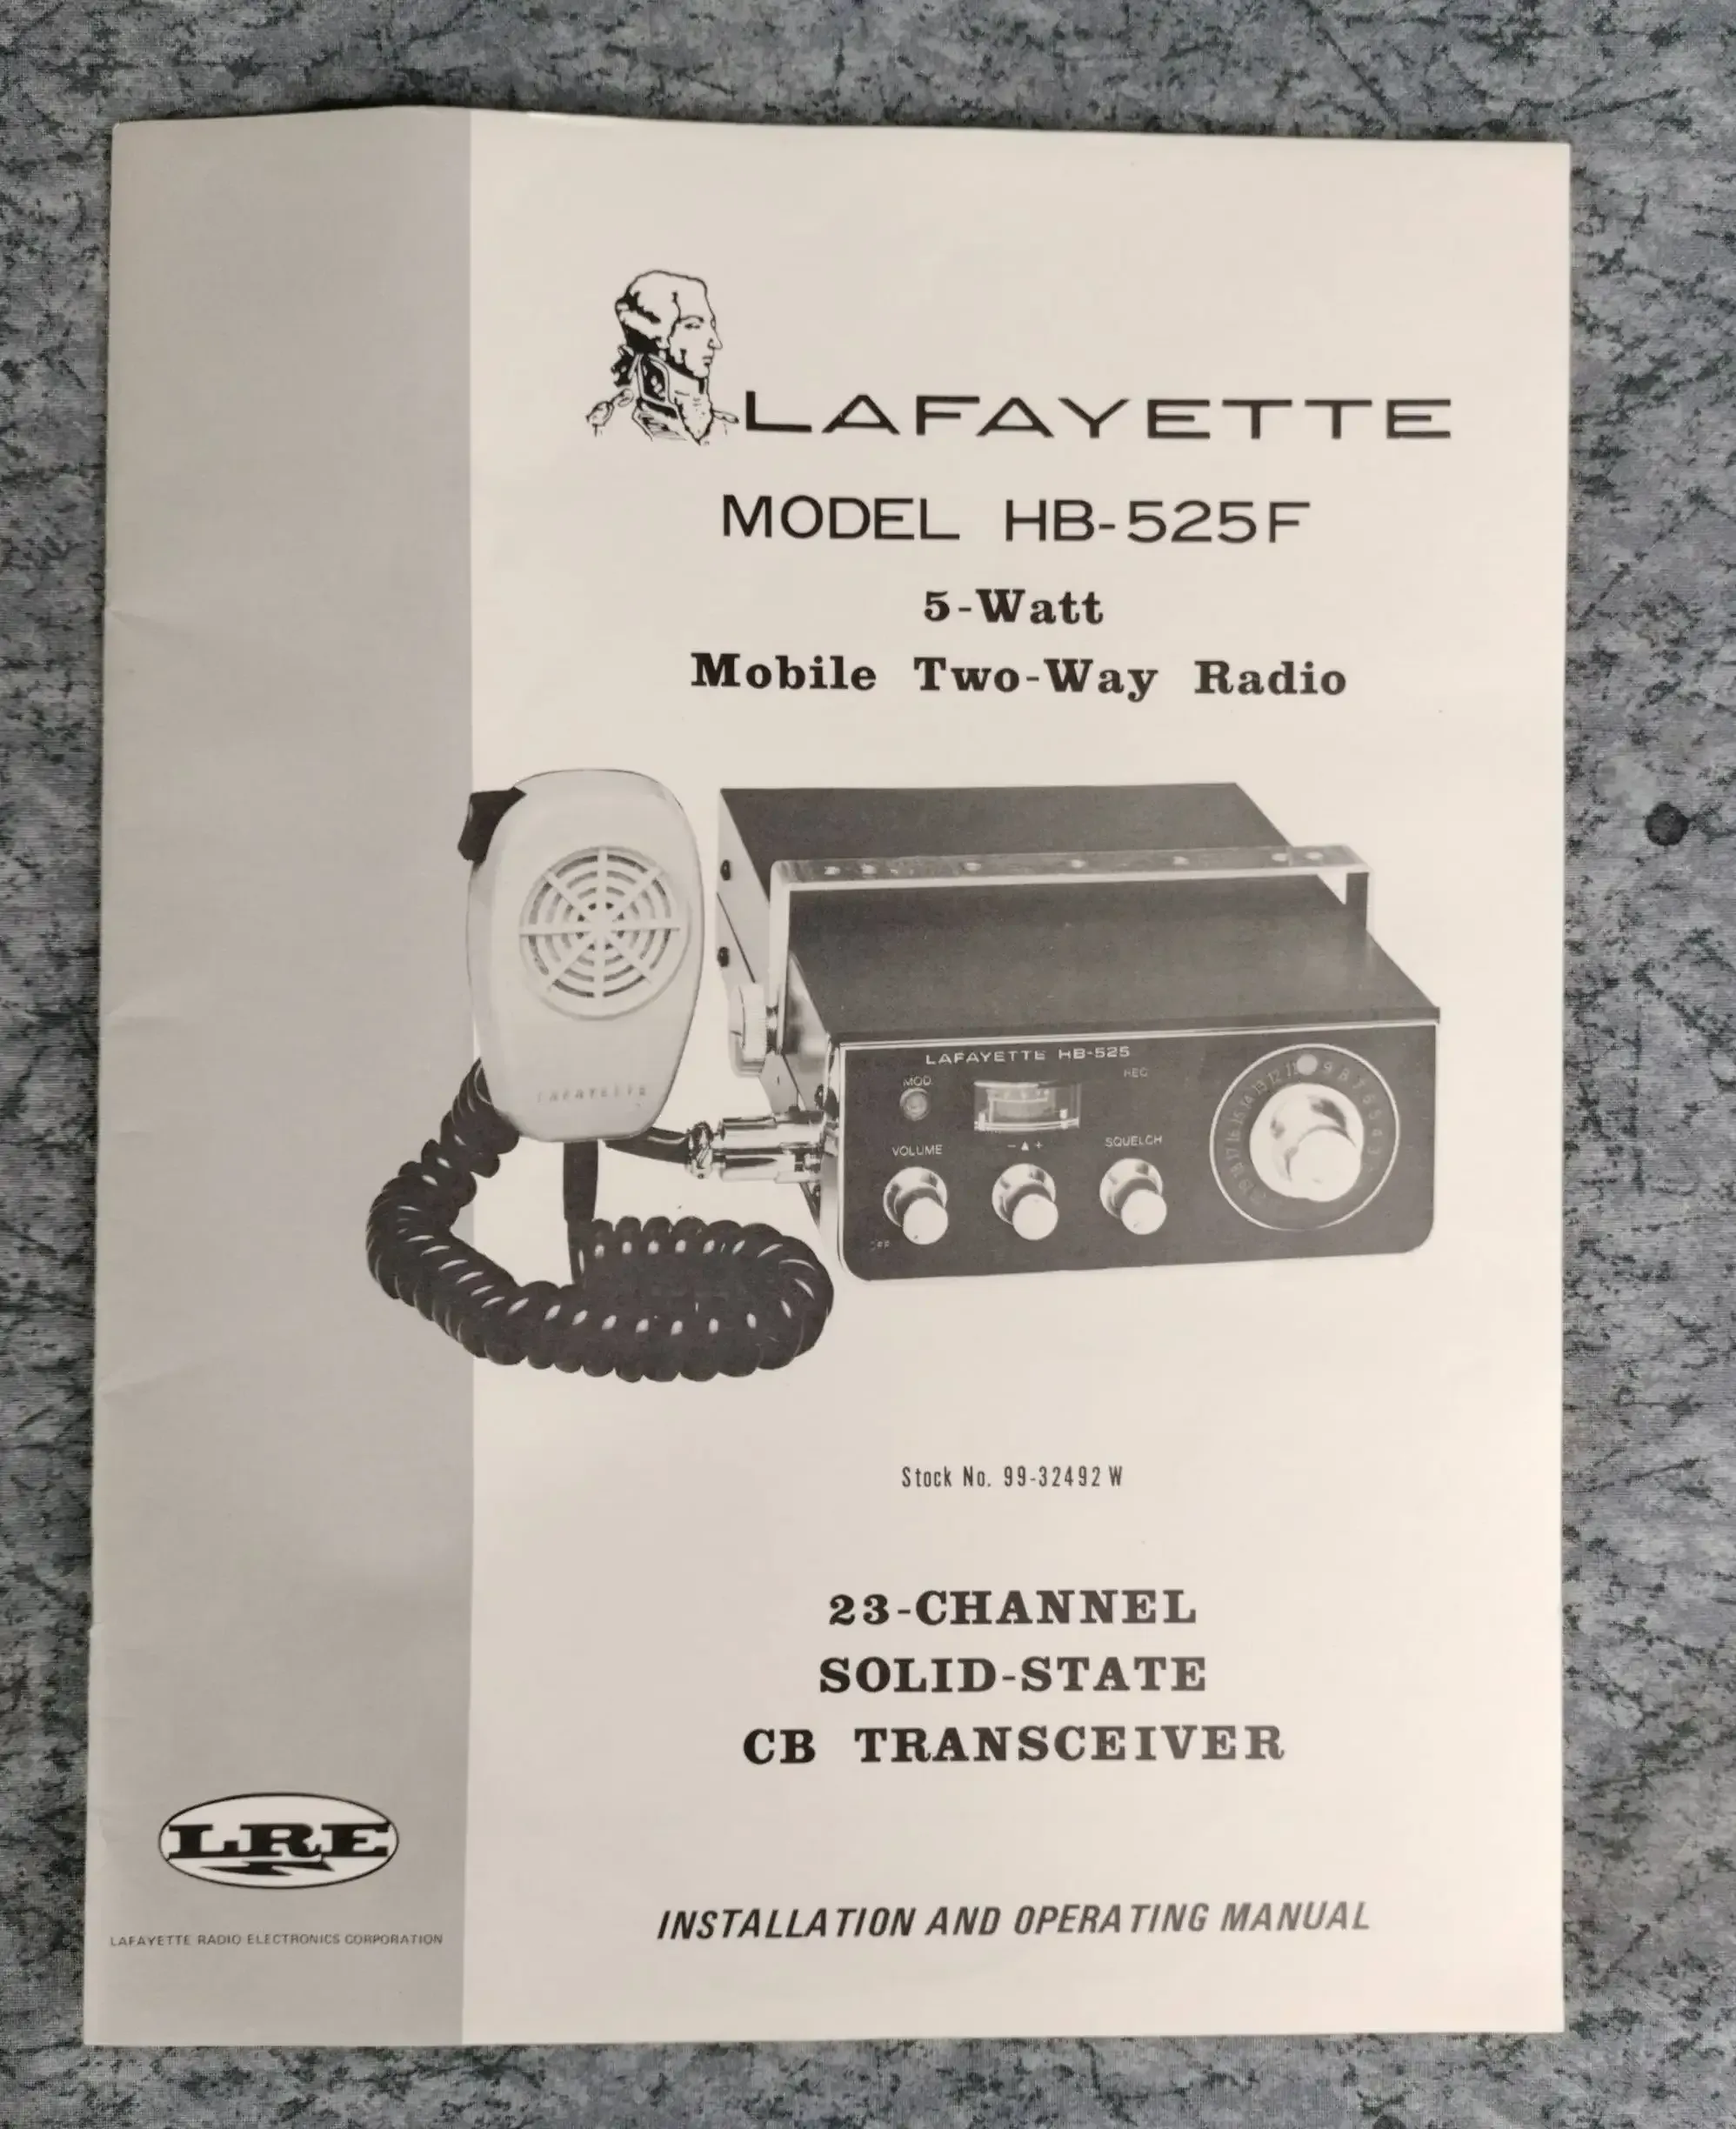 LAFAYETTE
MODEL HB-525F
5-Watt
Mobile Two-Way Radio
LAFAYETTE
LAFAYETTE HB-525
MOD.
REC
VOLUME
- ▲ +
SQUELCH
OFF
Stock No. 99-32492 W
23-CHANNEL
SOLID-STATE
CB TRANSCEIVER
LRE
LAFAYETTE RADIO ELECTRONICS CORPORATION
INSTALLATION AND OPERATING MANUAL